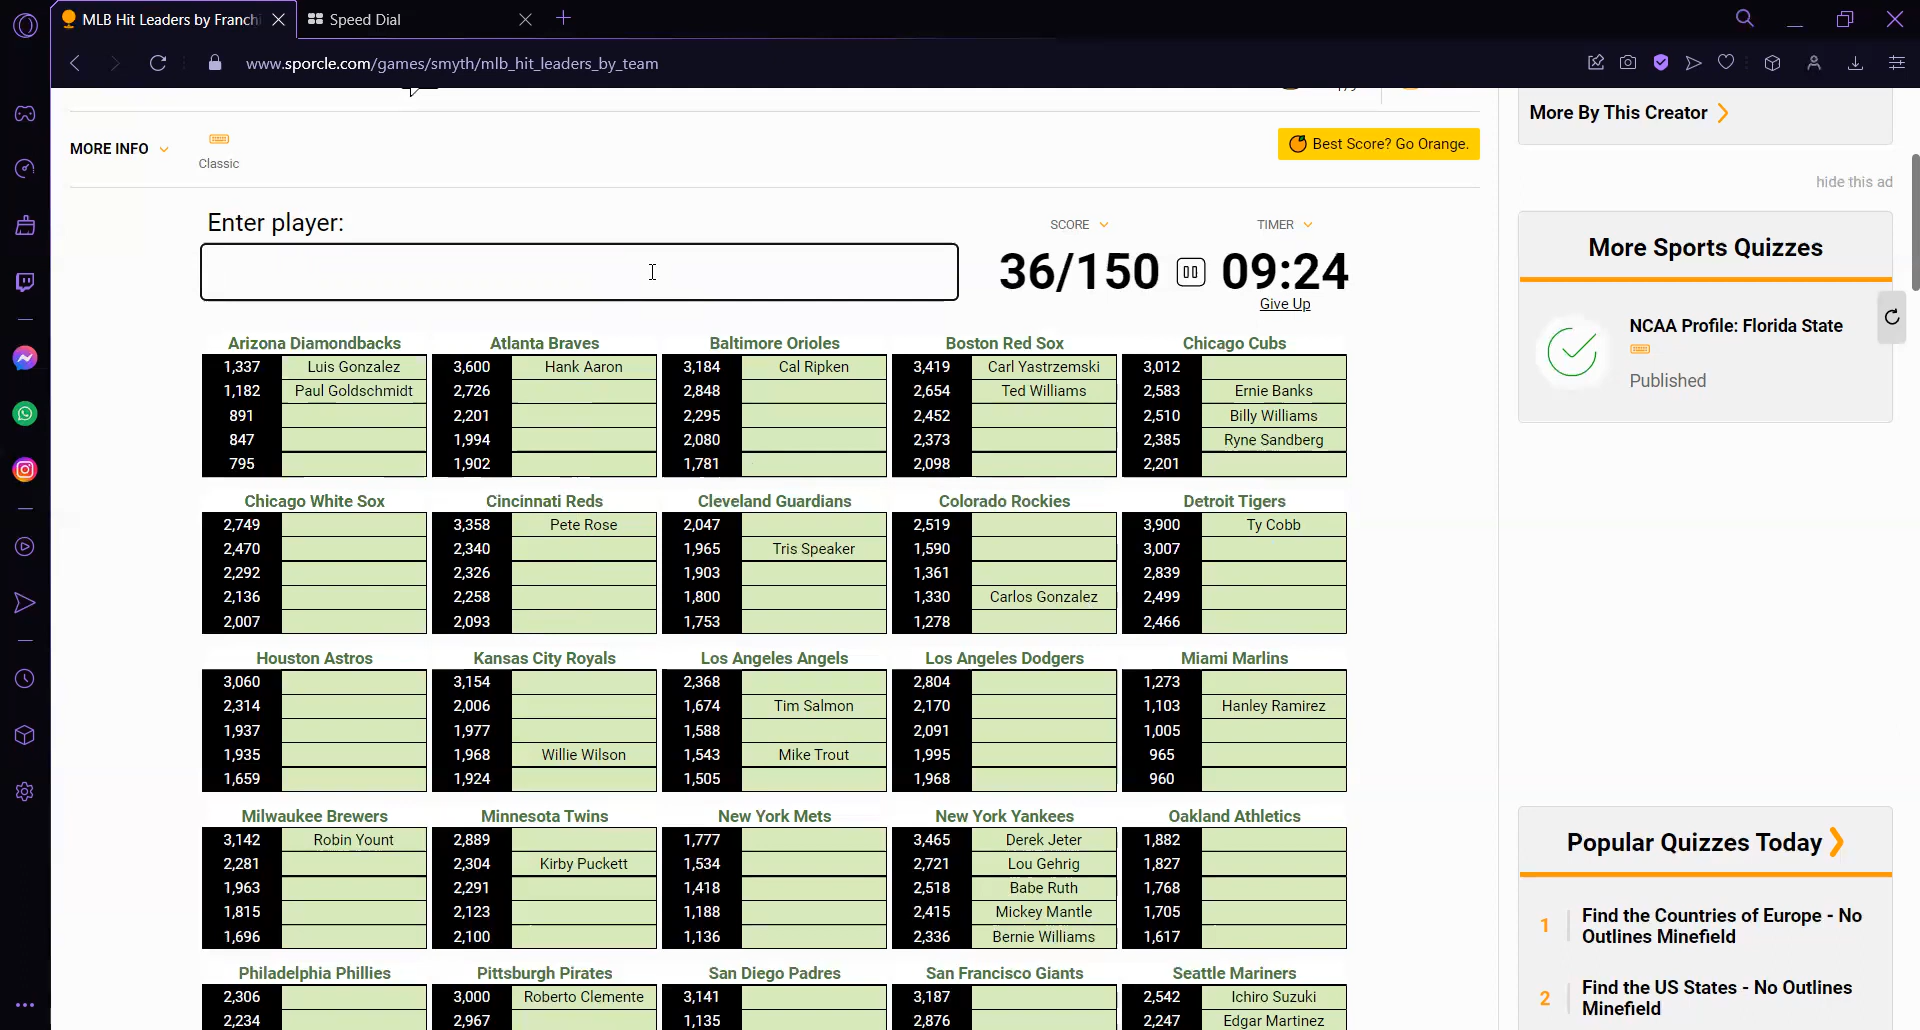 MLB Hit Leaders by Franchi
Speed Dial
www.sporcle.com/games/smyth/mlb_hit_leaders_by_team
More By This Creator
MORE INFO
Classic
Best Score? Go Orange.
hide this ad
Enter player:
SCORE
TIMER
36/150
09:24
Give Up
More Sports Quizzes
NCAA Profile: Florida State
Published
Arizona Diamondbacks
1,337 Luis Gonzalez
1,182 Paul Goldschmidt
891
847
795
Atlanta Braves
3,600 Hank Aaron
2,726
2,201
1,994
1,902
Baltimore Orioles
3,184 Cal Ripken
2,848
2,295
2,080
1,781
Boston Red Sox
3,419 Carl Yastrzemski
2,654 Ted Williams
2,452
2,373
2,098
Chicago Cubs
3,012
2,583 Ernie Banks
2,510 Billy Williams
2,385 Ryne Sandberg
2,201
Chicago White Sox
2,749
2,470
2,292
2,136
2,007
Cincinnati Reds
3,358 Pete Rose
2,340
2,326
2,258
2,093
Cleveland Guardians
2,047
1,965 Tris Speaker
1,903
1,800
1,753
Colorado Rockies
2,519
1,590
1,361
1,330 Carlos Gonzalez
1,278
Detroit Tigers
3,900 Ty Cobb
3,007
2,839
2,499
2,466
Houston Astros
3,060
2,314
1,937
1,935
1,659
Kansas City Royals
3,154
2,006
1,977
1,968 Willie Wilson
1,924
Los Angeles Angels
2,368
1,674 Tim Salmon
1,588
1,543 Mike Trout
1,505
Los Angeles Dodgers
2,804
2,170
2,091
1,995
1,968
Miami Marlins
1,273
1,103 Hanley Ramirez
1,005
965
960
Milwaukee Brewers
3,142 Robin Yount
2,281
1,963
1,815
1,696
Minnesota Twins
2,889
2,304 Kirby Puckett
2,291
2,123
2,100
New York Mets
1,777
1,534
1,418
1,188
1,136
New York Yankees
3,465 Derek Jeter
2,721 Lou Gehrig
2,518 Babe Ruth
2,415 Mickey Mantle
2,336 Bernie Williams
Oakland Athletics
1,882
1,827
1,768
1,705
1,617
Philadelphia Phillies
2,306
2,234
Pittsburgh Pirates
3,000 Roberto Clemente
2,967
San Diego Padres
3,141
1,135
San Francisco Giants
3,187
2,876
Seattle Mariners
2,542 Ichiro Suzuki
2,247 Edgar Martinez
Popular Quizzes Today
1 Find the Countries of Europe - No
Outlines Minefield
2 Find the US States - No Outlines
Minefield